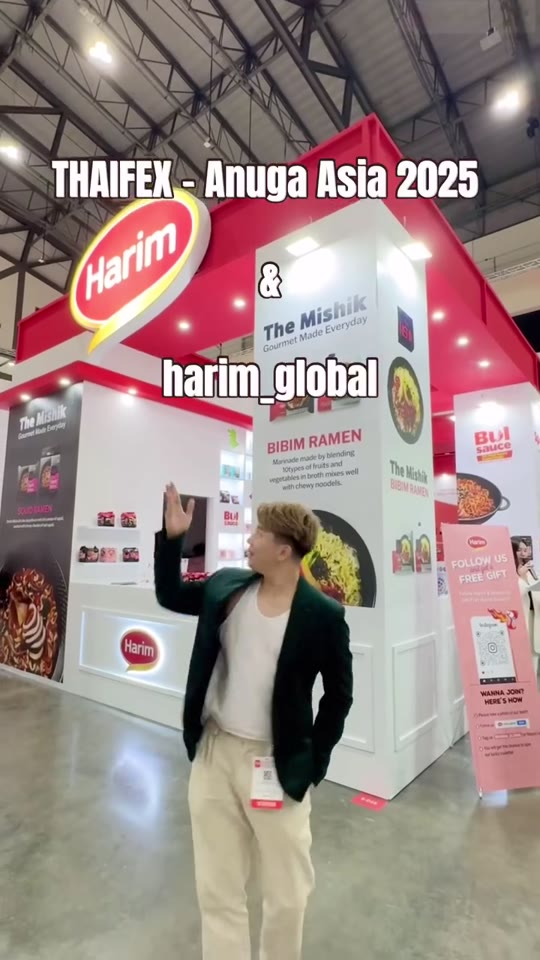 THAIFEX - Anuga Asia 2025
Harim
&
The Mishik
Gourmet Made Everyday
harim_global
The Mishik
Gourmet Made Everyday
BIBIM RAMEN
Marinade made by blending
10types of fruits and
vegetables in broth mixes well
with chewy noodels.
The Mishik
BIBIM RAMEN
Bul
sauce
Bul
Harim
Harim
FOLLOW US
FREE GIFT
WANNA JOIN?
HERE'S HOW